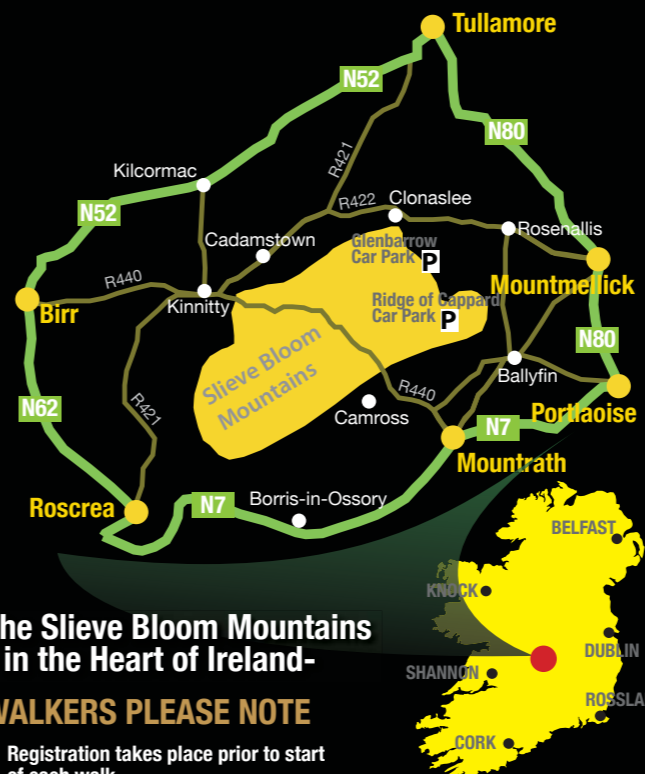 Tullamore
N52
N80
R421
Kilcormac
R422
Clonaslee
N52
Rosenallis
Cadamstown
Glenbarrow
Car Park
P
R440
Mountmellick
Kinnitty
Ridge of Cappard
Car Park
P
Birr
N80
Slieve Bloom
Mountains
Ballyfin
R440
N62
R421
Camross
Portlaoise
N7
Mountrath
Roscrea
N7
Borris-in-Ossory
BELFAST
KNOCK
he Slieve Bloom Mountains
in the Heart of Ireland-
DUBLIN
SHANNON
ROSSLA
WALKERS PLEASE NOTE
CORK
Registration takes place prior to start
of each walk